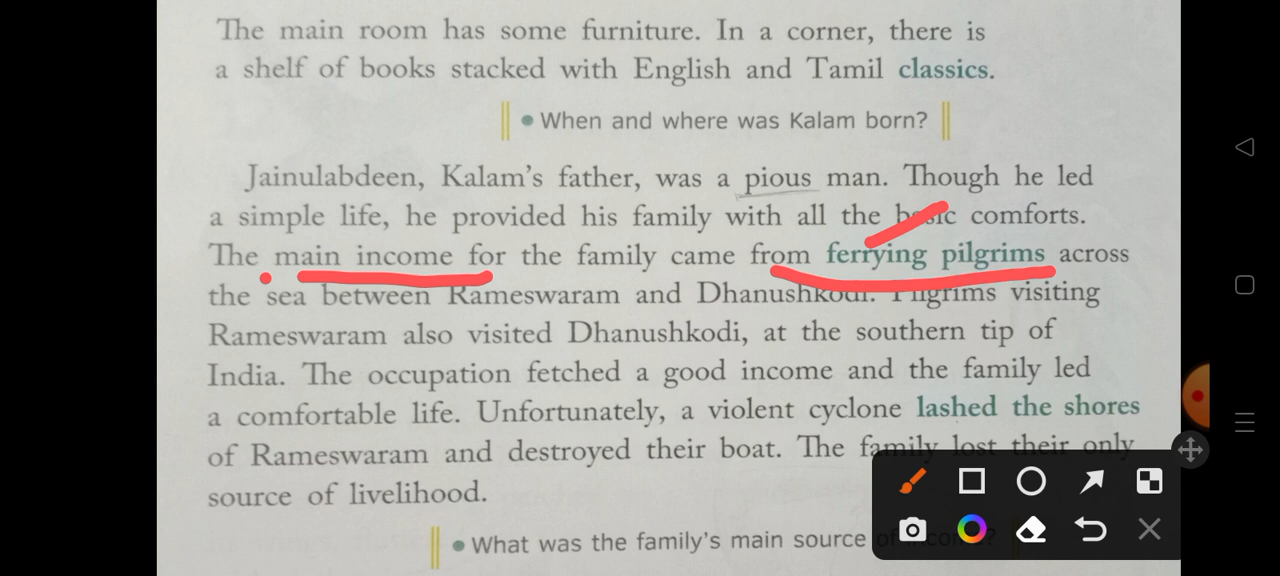 The main room has some furniture. In a corner, there is
a shelf of books stacked with English and Tamil classics.
• When and where was Kalam born?
Jainulabdeen, Kalam's father, was a pious man. Though he led
a simple life, he provided his family with all the basic comforts.
The main income for the family came from ferrying pilgrims across
the sea between Rameswaram and Dhanushkodi. Pilgrims visiting
Rameswaram also visited Dhanushkodi, at the southern tip of
India. The occupation fetched a good income and the family led
a comfortable life. Unfortunately, a violent cyclone lashed the shores
of Rameswaram and destroyed their boat. The family lost their only
source of livelihood.
• What was the family's main source of income?